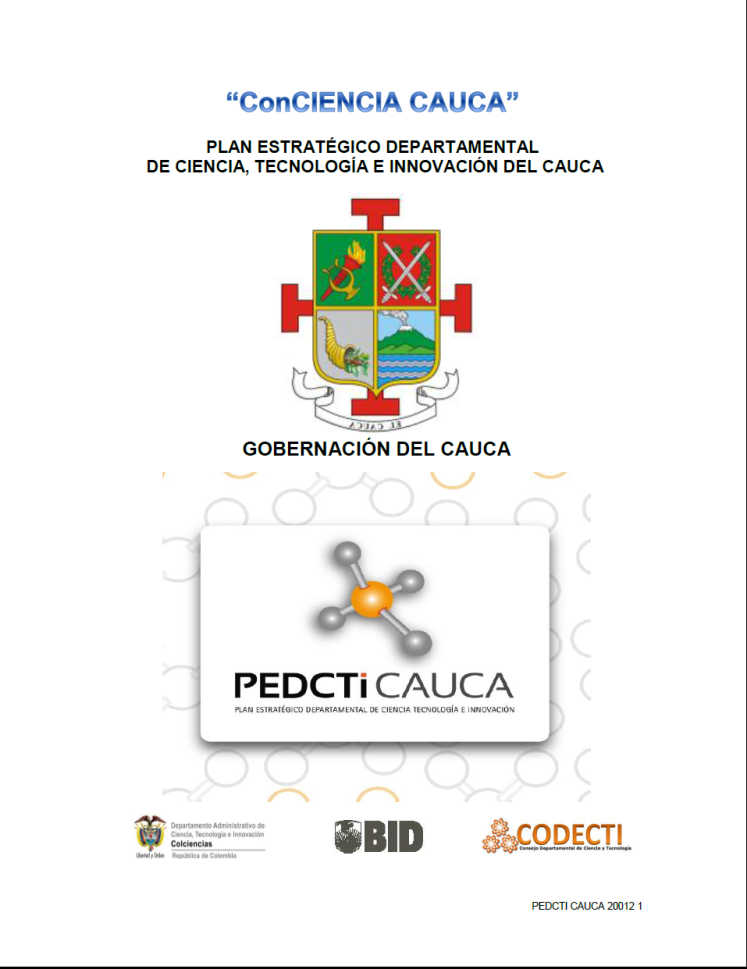 “ConCIENCIA CAUCA”
PLAN ESTRATÉGICO DEPARTAMENTAL
DE CIENCIA, TECNOLOGÍA E INNOVACIÓN DEL CAUCA
EL CAUCA
GOBERNACIÓN DEL CAUCA
PEDCTi CAUCA
PLAN ESTRATÉGICO DEPARTAMENTAL DE CIENCIA TECNOLOGÍA E INNOVACIÓN
Departamento Administrativo de
Ciencia, Tecnología e Innovación
Colciencias
Libertad y Orden
República de Colombia
BID
CODECTI
Consejo Departamental de Ciencia y Tecnología
PEDCTI CAUCA 20012 1